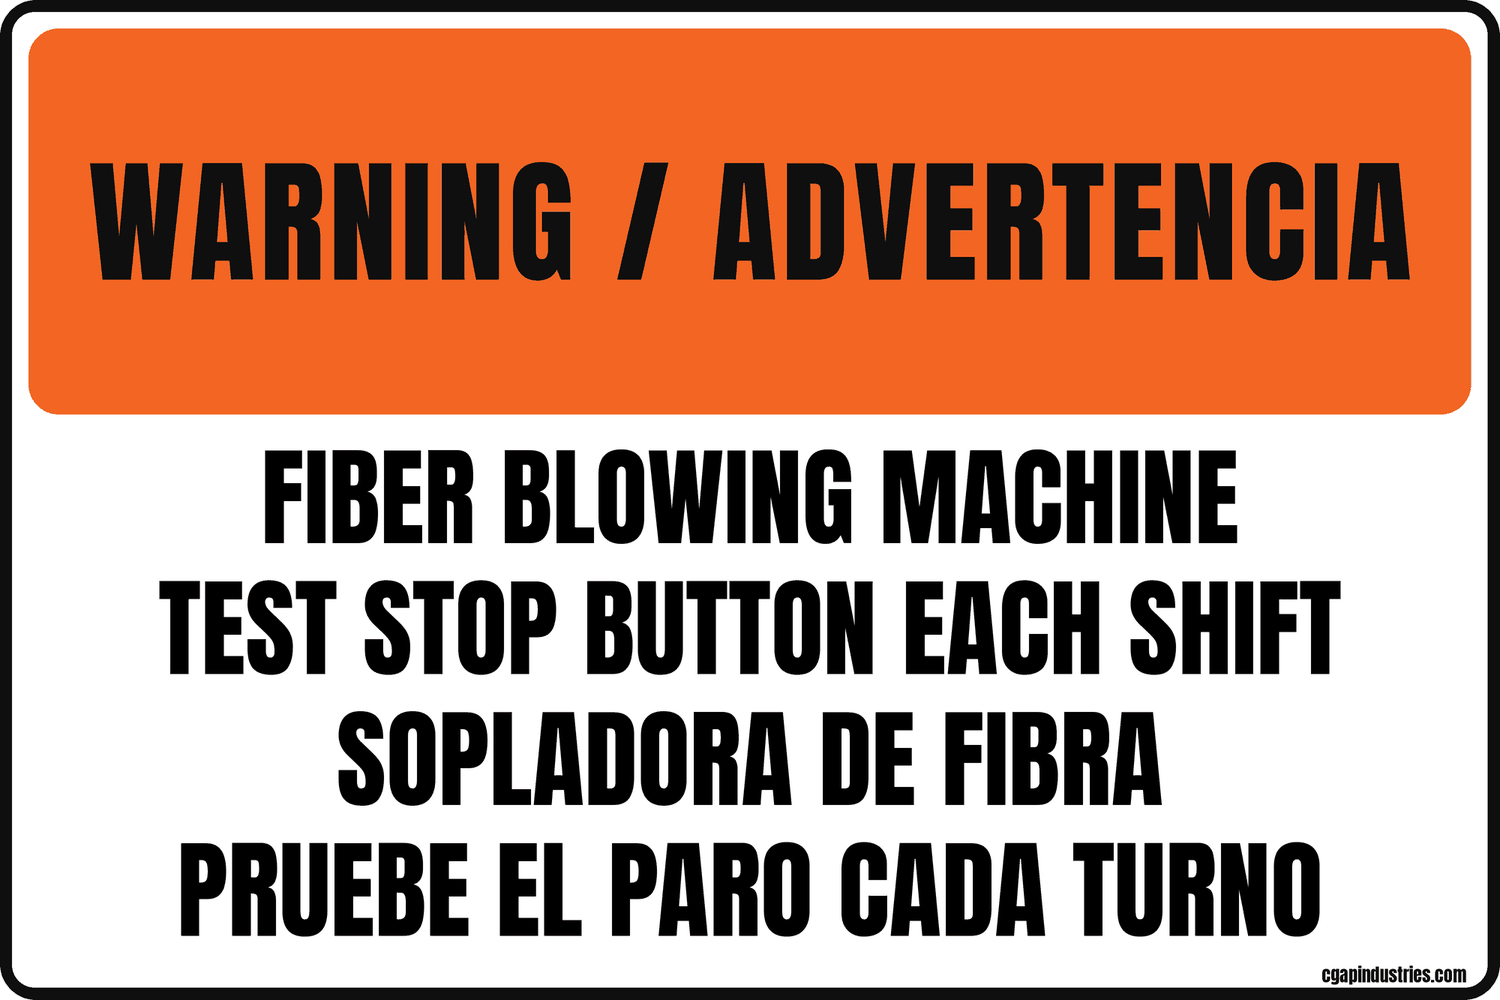 WARNING / ADVERTENCIA
FIBER BLOWING MACHINE
TEST STOP BUTTON EACH SHIFT
SOPLADORA DE FIBRA
PRUEBE EL PARO CADA TURNO
cgapindustries.com